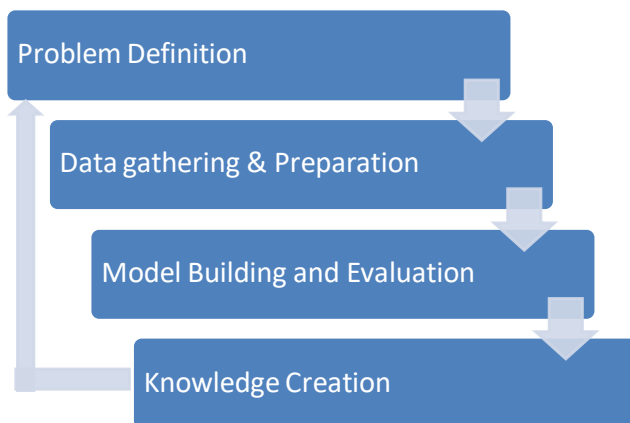 Problem Definition
Data gathering & Preparation
Model Building and Evaluation
Knowledge Creation